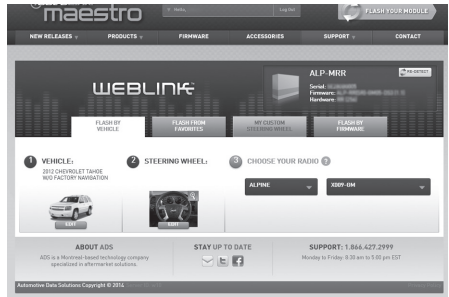 maestro
Hello,
Log Out
FLASH YOUR MODULE
NEW RELEASES PRODUCTS FIRMWARE ACCESSORIES SUPPORT CONTACT
WEBLINK
ALP-MRR
RE-DETECT
Serial:
Firmware:
Hardware:
FLASH BY
VEHICLE
FLASH FROM
FAVORITES
MY CUSTOM
STEERING WHEEL
FLASH BY
FIRMWARE
1 VEHICLE:
2012 CHEVROLET TAHOE
W/O FACTORY NAVIGATION
EDIT
2 STEERING WHEEL:
EDIT
3 CHOOSE YOUR RADIO ?
ALPINE
X009-GM
ABOUT ADS
ADS is a Montreal-based technology company
specialized in aftermarket solutions.
STAY UP TO DATE
SUPPORT: 1.866.427.2999
Monday to Friday: 8:30 am to 5:00 pm EST
Automotive Data Solutions Copyright © 2014
Privacy Policy